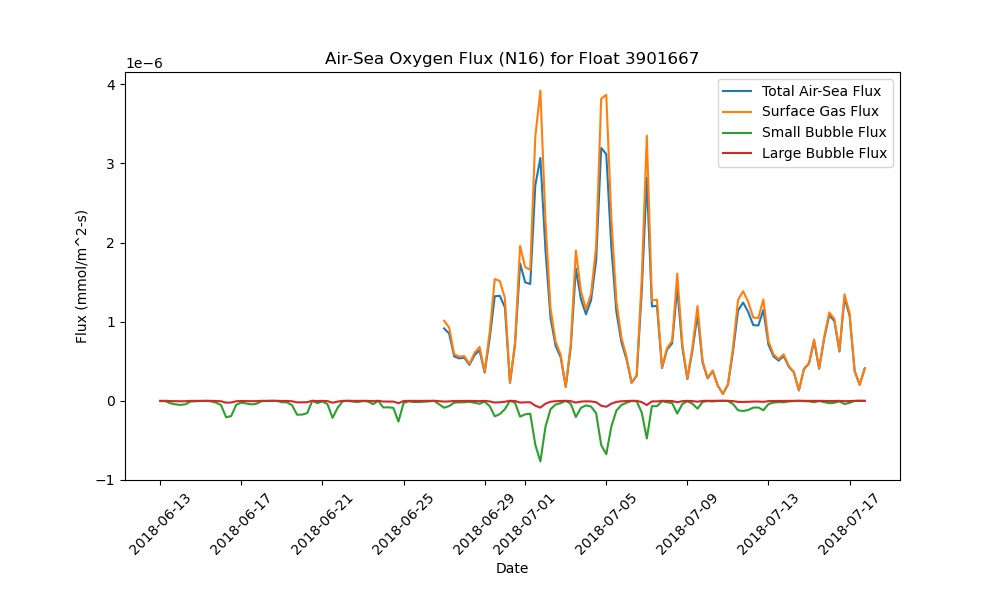 Air-Sea Oxygen Flux (N16) for Float 3901667
1e−6
Total Air-Sea Flux
Surface Gas Flux
Small Bubble Flux
Large Bubble Flux
4
3
2
1
0
−1
Flux (mmol/m^2-s)
2018-06-13
2018-06-17
2018-06-21
2018-06-25
2018-06-29
2018-07-01
2018-07-05
2018-07-09
2018-07-13
2018-07-17
Date